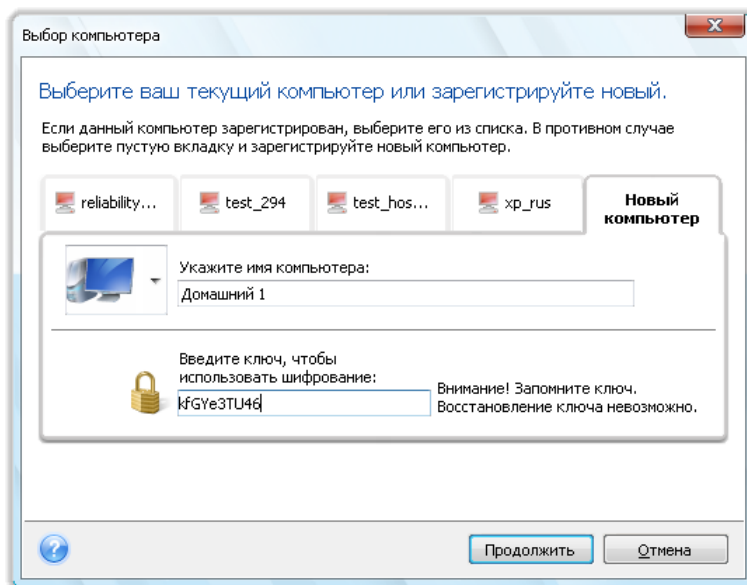 Выбор компьютера
Выберите ваш текущий компьютер или зарегистрируйте новый.
Если данный компьютер зарегистрирован, выберите его из списка. В противном случае
выберите пустую вкладку и зарегистрируйте новый компьютер.
reliability...
test_294
test_hos...
xp_rus
Новый
компьютер
Укажите имя компьютера:
Домашний 1
Введите ключ, чтобы
использовать шифрование:
kfGYe3TU46
Внимание! Запомните ключ.
Восстановление ключа невозможно.
?
Продолжить
Отмена